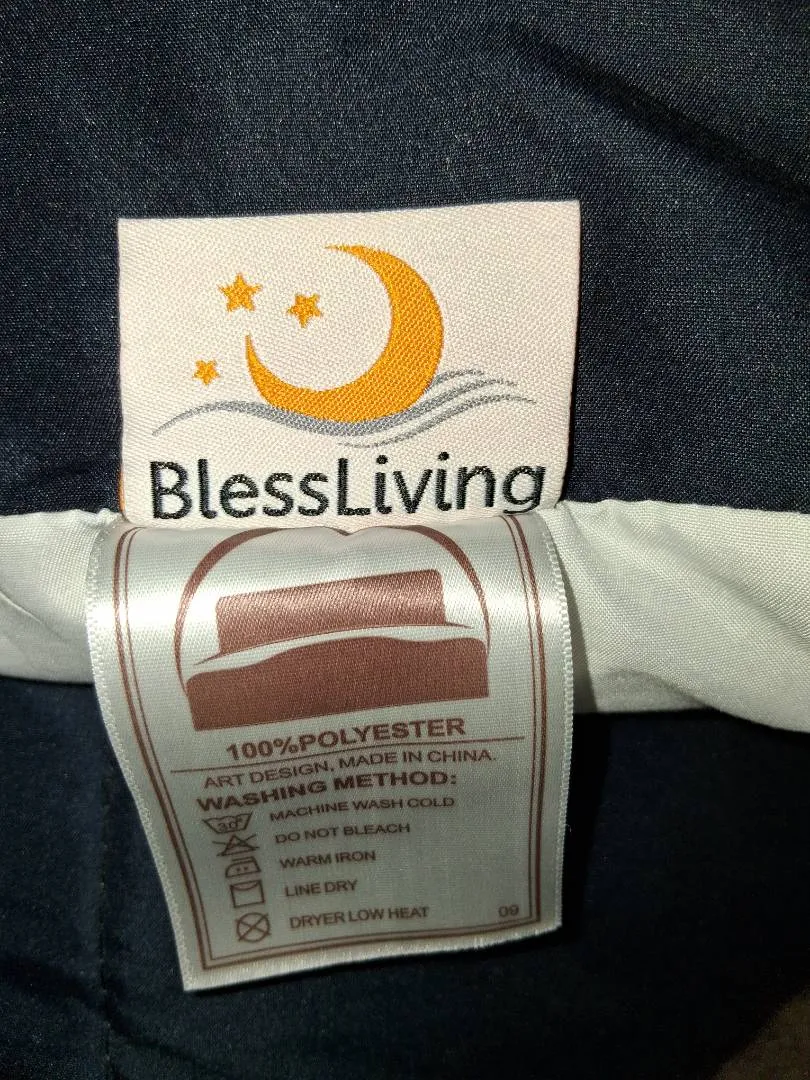 BlessLiving
100%POLYESTER
ART DESIGN, MADE IN CHINA.
WASHING METHOD:
30° MACHINE WASH COLD
DO NOT BLEACH
WARM IRON
LINE DRY
DRYER LOW HEAT 09